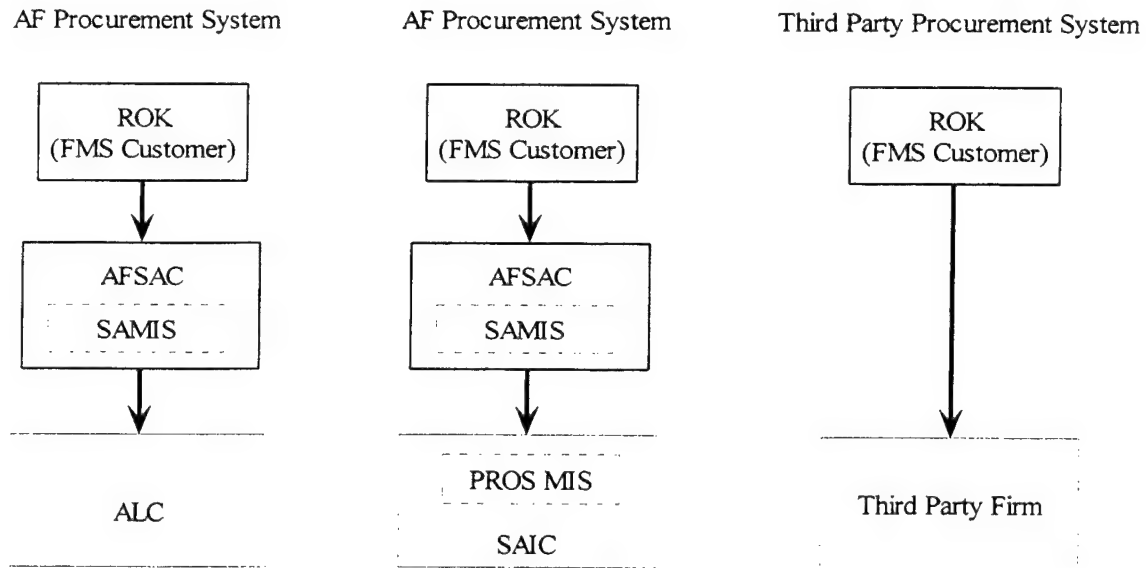 AF Procurement System
AF Procurement System
Third Party Procurement System
ROK
(FMS Customer)
ROK
(FMS Customer)
ROK
(FMS Customer)
AFSAC
SAMIS
AFSAC
SAMIS
ALC
PROS MIS
SAIC
Third Party Firm